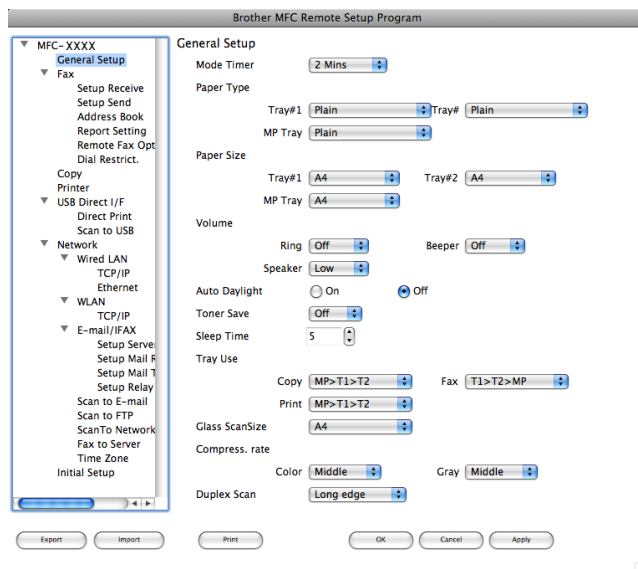 Brother MFC Remote Setup Program
MFC-XXXX
General Setup
Fax
Setup Receive
Setup Send
Address Book
Report Setting
Remote Fax Opt
Dial Restrict.
Copy
Printer
USB Direct I/F
Direct Print
Scan to USB
Network
Wired LAN
TCP/IP
Ethernet
WLAN
TCP/IP
E-mail/IFAX
Setup Server
Setup Mail R
Setup Mail T
Setup Relay
Scan to E-mail
Scan to FTP
ScanTo Network
Fax to Server
Time Zone
Initial Setup
General Setup
Mode Timer 2 Mins
Paper Type
Tray#1 Plain Tray# Plain
MP Tray Plain
Paper Size
Tray#1 A4 Tray#2 A4
MP Tray A4
Volume
Ring Off Beeper Off
Speaker Low
Auto Daylight On Off
Toner Save Off
Sleep Time 5
Tray Use
Copy MP>T1>T2 Fax T1>T2>MP
Print MP>T1>T2
Glass ScanSize A4
Compress. rate
Color Middle Gray Middle
Duplex Scan Long edge
Export Import Print OK Cancel Apply